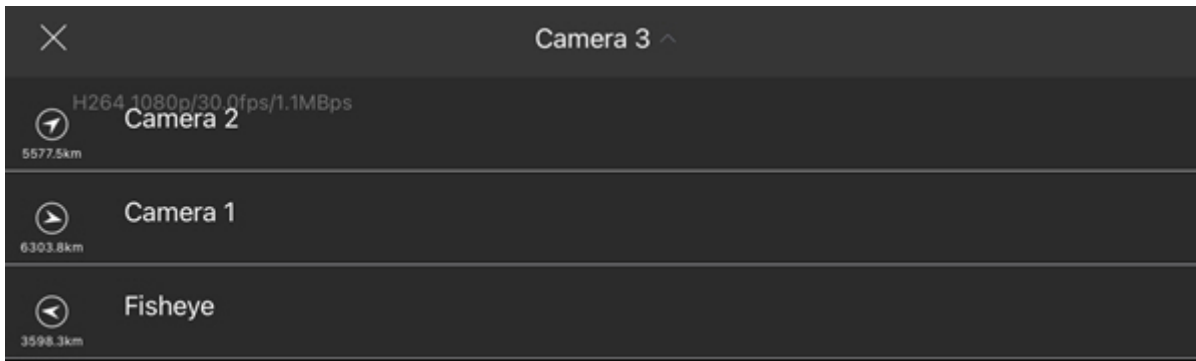 Camera 3
H264 1080p/30.0fps/1.1MBps
Camera 2
5577.5km
Camera 1
6303.8km
Fisheye
3598.3km